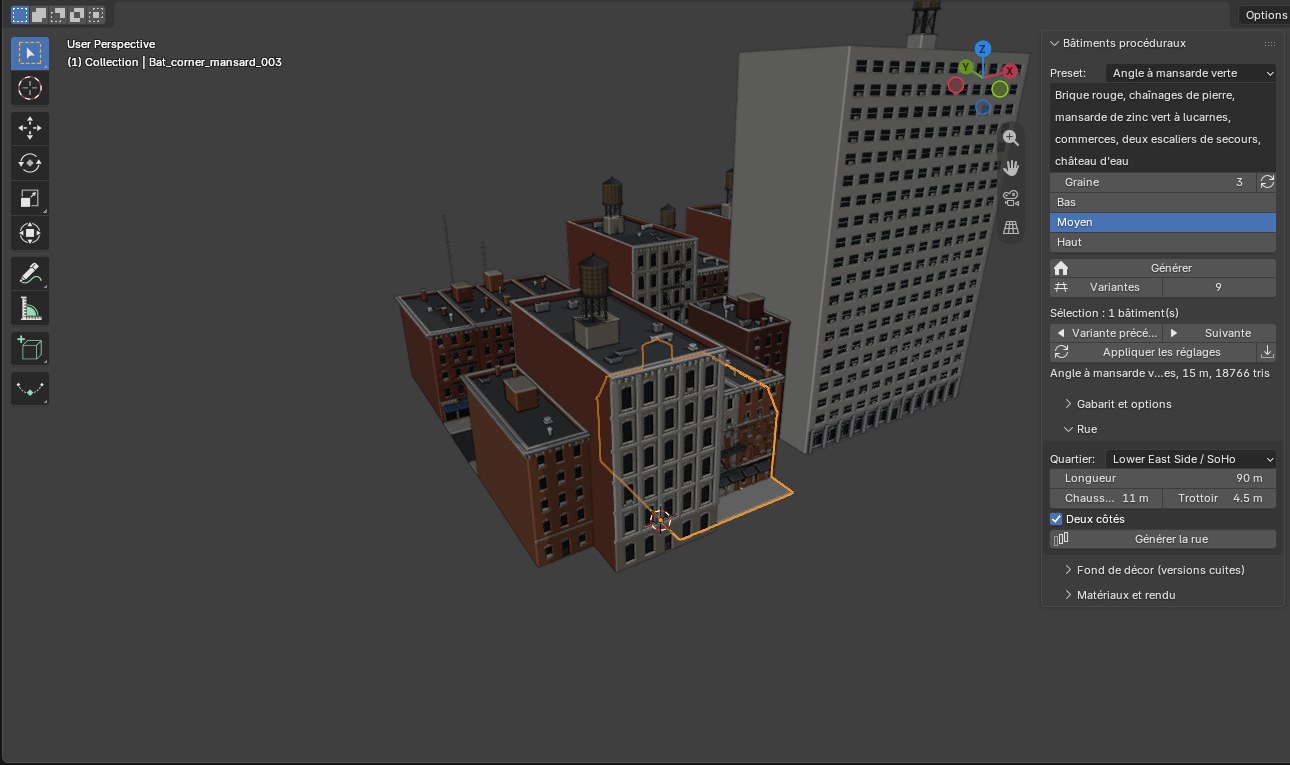 Options
User Perspective
(1) Collection | Bat_corner_mansard_003
Z
Y
X
Bâtiments procéduraux
Preset: Angle à mansarde verte
Brique rouge, chaînages de pierre,
mansarde de zinc vert à lucarnes,
commerces, deux escaliers de secours,
château d'eau
Graine 3
Bas
Moyen
Haut
Générer
Variantes 9
Sélection : 1 bâtiment(s)
Variante précé... Suivante
Appliquer les réglages
Angle à mansarde v...es, 15 m, 18766 tris
Gabarit et options
Rue
Quartier: Lower East Side / SoHo
Longueur 90 m
Chauss... 11 m Trottoir 4.5 m
Deux côtés
Générer la rue
Fond de décor (versions cuites)
Matériaux et rendu